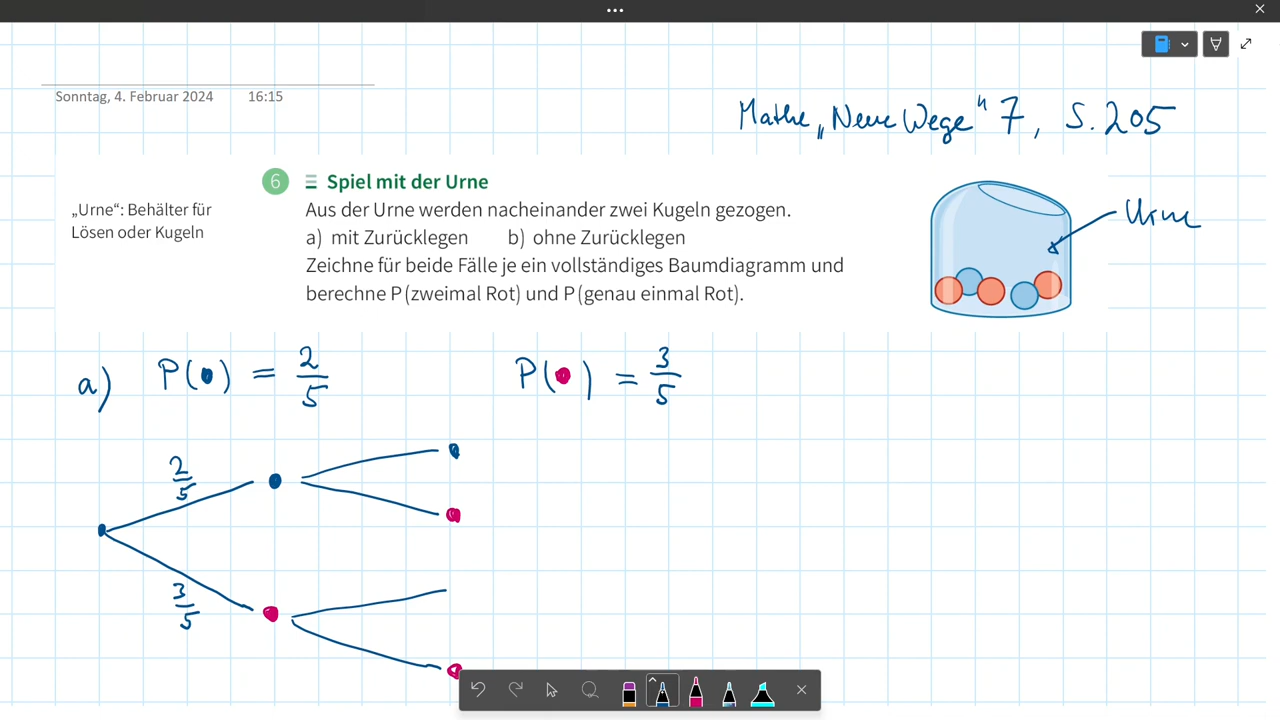 Sonntag, 4. Februar 2024 16:15
Mathe „Neue Wege" 7, S. 205
6 Spiel mit der Urne
„Urne“: Behälter für
Lösen oder Kugeln
Aus der Urne werden nacheinander zwei Kugeln gezogen.
a) mit Zurücklegen b) ohne Zurücklegen
Zeichne für beide Fälle je ein vollständiges Baumdiagramm und
berechne P (zweimal Rot) und P (genau einmal Rot).
Urne
a) P(●) = 2/5 P(●) = 3/5
2/5
3/5